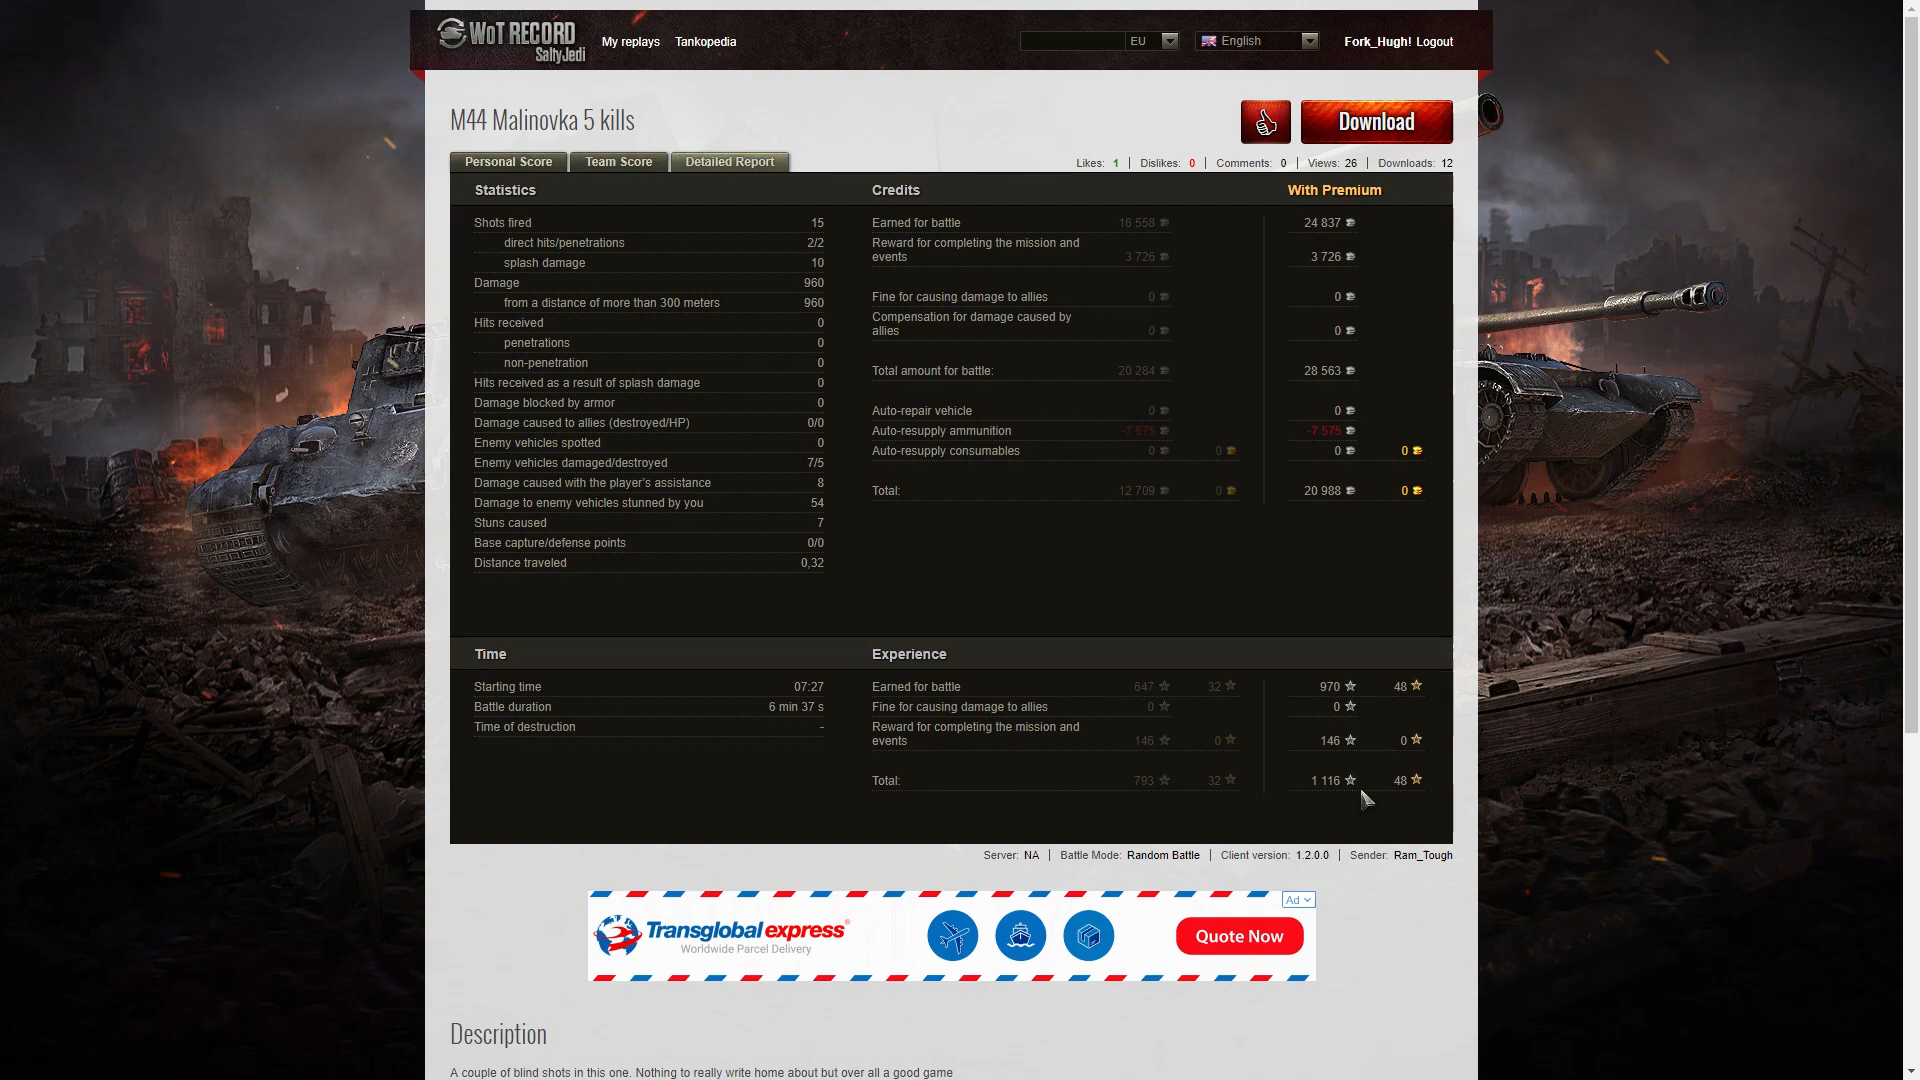 WOT RECORD
SaltyJedi
My replays Tankopedia EU English Fork_Hugh! Logout
M44 Malinovka 5 kills
Download
Personal Score Team Score Detailed Report
Likes: 1 | Dislikes: 0 | Comments: 0 | Views: 26 | Downloads: 12
Statistics Credits With Premium
Shots fired 15 Earned for battle 16 558 24 837
direct hits/penetrations 2/2 Reward for completing the mission and
events 3 726 3 726
splash damage 10
Damage 960
from a distance of more than 300 meters 960 Fine for causing damage to allies 0 0
Hits received 0 Compensation for damage caused by
allies 0 0
penetrations 0
non-penetration 0 Total amount for battle: 20 284 28 563
Hits received as a result of splash damage 0
Damage blocked by armor 0 Auto-repair vehicle 0 0
Damage caused to allies (destroyed/HP) 0/0 Auto-resupply ammunition -7 575 -7 575
Enemy vehicles spotted 0 Auto-resupply consumables 0 0 0 0
Enemy vehicles damaged/destroyed 7/5
Damage caused with the player's assistance 8 Total: 12 709 0 20 988 0
Damage to enemy vehicles stunned by you 54
Stuns caused 7
Base capture/defense points 0/0
Distance traveled 0,32
Time Experience
Starting time 07:27 Earned for battle 647 32 970 48
Battle duration 6 min 37 s Fine for causing damage to allies 0 0
Time of destruction - Reward for completing the mission and
events 146 0 146 0
Total: 793 32 1 116 48
Server: NA | Battle Mode: Random Battle | Client version: 1.2.0.0 | Sender: Ram_Tough
Ad
Transglobal express®
Worldwide Parcel Delivery
Quote Now
Description
A couple of blind shots in this one. Nothing to really write home about but over all a good game